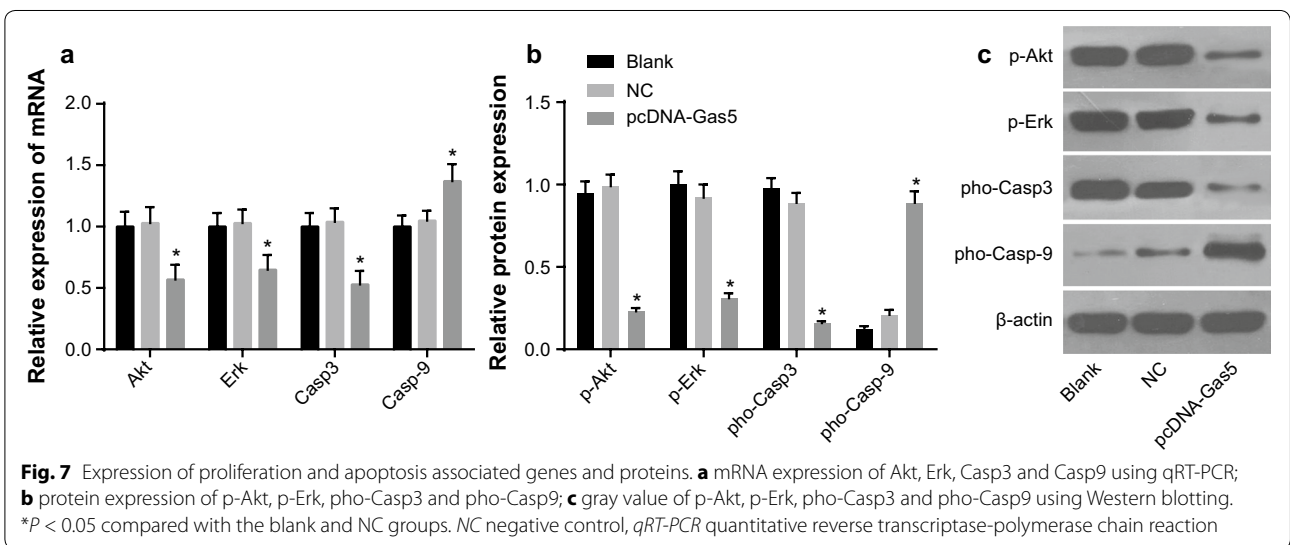 a
Relative expression of mRNA
2.0
1.5
1.0
0.5
0.0
*
*
*
*
Akt
Erk
Casp3
Casp-9
b
Blank
NC
pcDNA-Gas5
Relative protein expression
1.5
1.0
0.5
0.0
*
*
*
*
p-Akt
p-Erk
pho-Casp3
pho-Casp-9
c
p-Akt
p-Erk
pho-Casp3
pho-Casp-9
β-actin
Blank
NC
pcDNA-Gas5
Fig. 7 Expression of proliferation and apoptosis associated genes and proteins. a mRNA expression of Akt, Erk, Casp3 and Casp9 using qRT-PCR;
b protein expression of p-Akt, p-Erk, pho-Casp3 and pho-Casp9; c gray value of p-Akt, p-Erk, pho-Casp3 and pho-Casp9 using Western blotting.
*P < 0.05 compared with the blank and NC groups. NC negative control, qRT-PCR quantitative reverse transcriptase-polymerase chain reaction